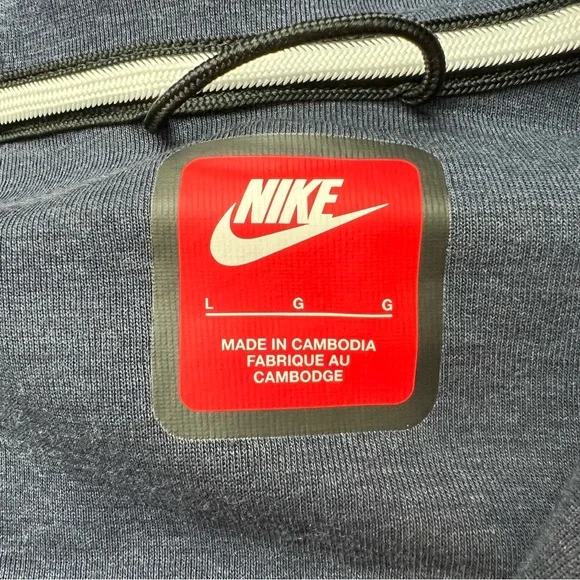 NIKE
L G G
MADE IN CAMBODIA
FABRIQUE AU
CAMBODGE